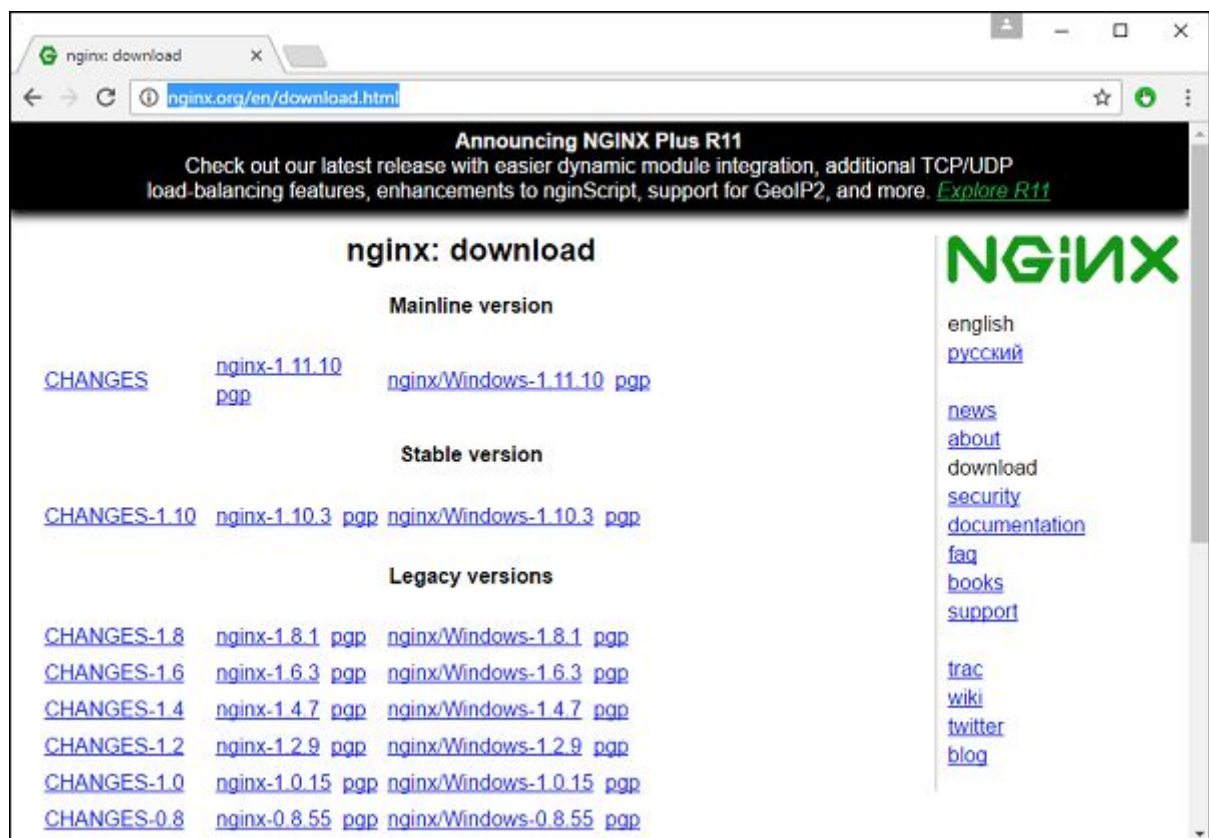 nginx: download
nginx.org/en/download.html
Announcing NGINX Plus R11
Check out our latest release with easier dynamic module integration, additional TCP/UDP
load-balancing features, enhancements to nginScript, support for GeoIP2, and more. Explore R11
nginx: download
Mainline version
CHANGES nginx-1.11.10 pgp nginx/Windows-1.11.10 pgp
Stable version
CHANGES-1.10 nginx-1.10.3 pgp nginx/Windows-1.10.3 pgp
Legacy versions
CHANGES-1.8 nginx-1.8.1 pgp nginx/Windows-1.8.1 pgp
CHANGES-1.6 nginx-1.6.3 pgp nginx/Windows-1.6.3 pgp
CHANGES-1.4 nginx-1.4.7 pgp nginx/Windows-1.4.7 pgp
CHANGES-1.2 nginx-1.2.9 pgp nginx/Windows-1.2.9 pgp
CHANGES-1.0 nginx-1.0.15 pgp nginx/Windows-1.0.15 pgp
CHANGES-0.8 nginx-0.8.55 pgp nginx/Windows-0.8.55 pgp
NGINX
english
русский
news
about
download
security
documentation
faq
books
support
trac
wiki
twitter
blog